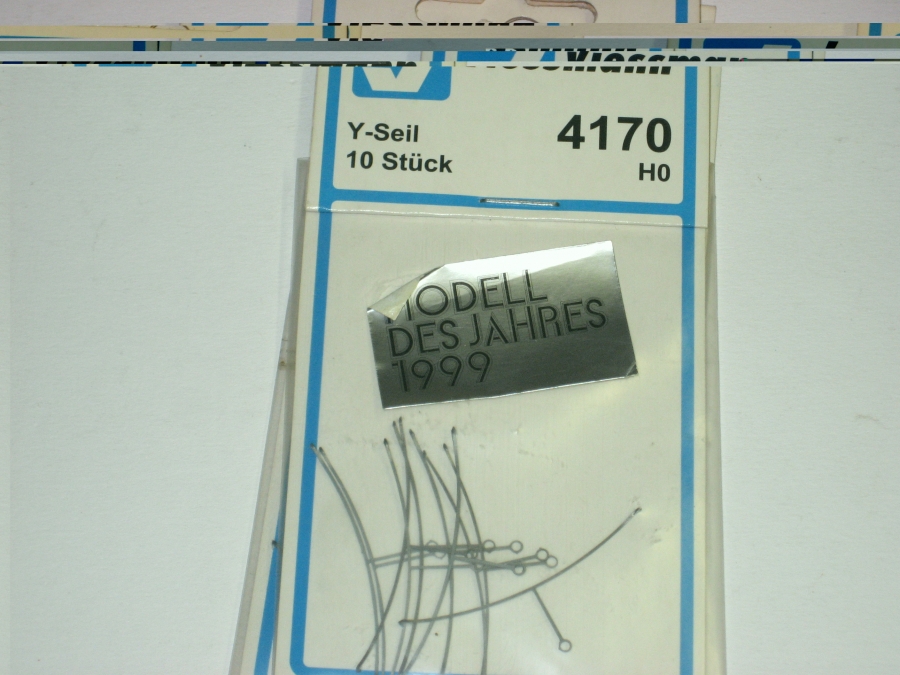 Y-Seil
10 Stück
4170
H0
MODELL
DES JAHRES
1999